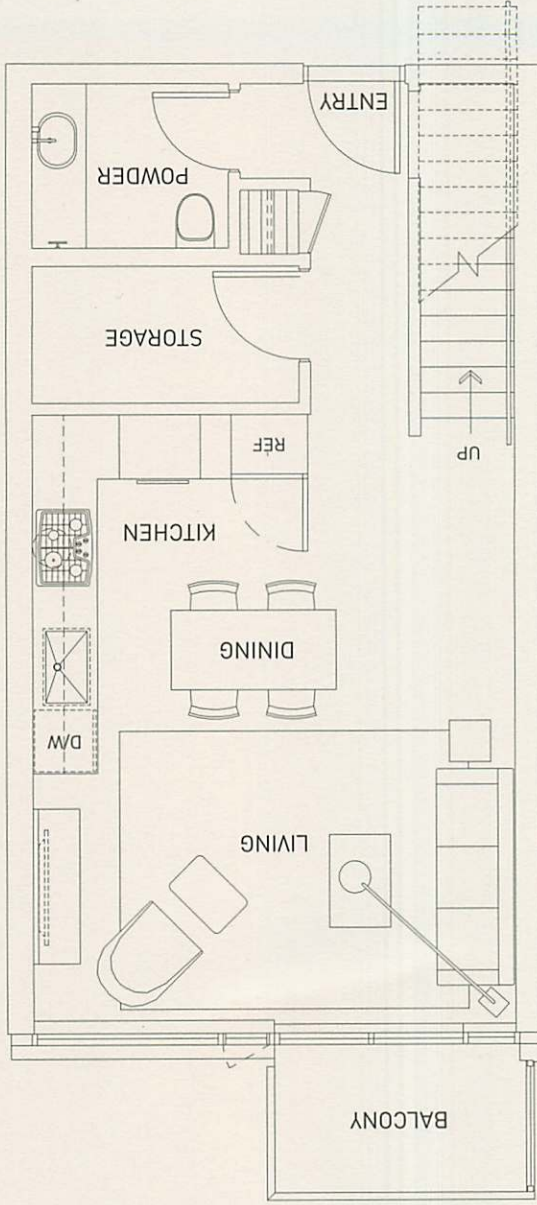 BALCONY
LIVING
D/W
DINING
KITCHEN
UP
REF
STORAGE
POWDER
ENTRY